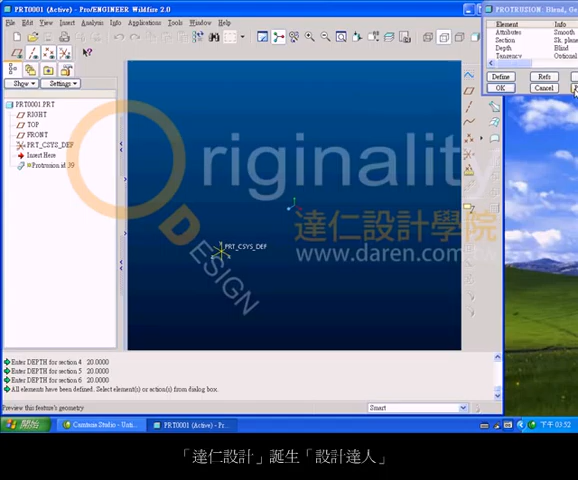 PRT0001 (Active) - Pro/ENGINEER Wildfire 2.0
File Edit View Insert Analysis Info Applications Tools Window Help
Show Settings
PRT0001.PRT
RIGHT
TOP
FRONT
PRT_CSYS_DEF
Insert Here
Protrusion id 39
PRT_CSYS_DEF
Originality
DESIGN
達仁設計學院
www.daren.com
PROTRUSION: Blend,
Element Info
Attributes Smooth
Section Sk. plane
Depth Blind
Tangency Optional
Define Refs
OK Cancel
Enter DEPTH for section 4 20.0000
Enter DEPTH for section 5 20.0000
Enter DEPTH for section 6 20.0000
All elements have been defined. Select element(s) or action(s) from dialog box.
Preview this feature's geometry
Smart
開始
Camtasia Studio - Unti...
PRT0001 (Active) - Pr...
下午 03:52
「達仁設計」誕生「設計達人」